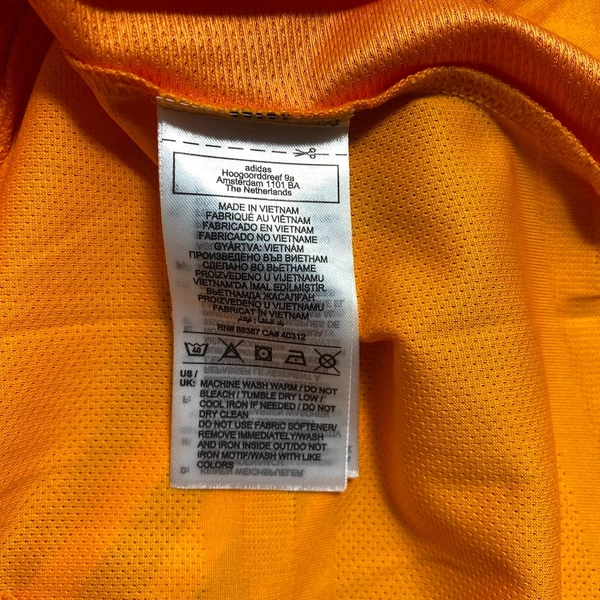 adidas
Hoogoorddreef 9a
Amsterdam 1101 BA
The Netherlands
MADE IN VIETNAM
FABRIQUÉ AU VIÊTNAM
FABRICADO EN VIETNAM
FABRICADO NO VIETNAME
GYÁRTVA: VIETNÁM
ПРОИЗВЕДЕНО ВЪВ ВИЕТНАМ
СДЕЛАНО ВО ВЬЕТНАМЕ
PROIZVEDENO U VIJETNAMU
VIETNAM'DA IMAL EDİLMİŞTİR.
ВЬЕТНАМДА ЖАСАЛҒАН
PROIZVEDENO U VIJETNAMU
FABRICAT ÎN VIETNAM
RN# 88387 CA# 40312
40
US /
UK: MACHINE WASH WARM / DO NOT
BLEACH / TUMBLE DRY LOW /
COOL IRON IF NEEDED / DO NOT
DRY CLEAN
DO NOT USE FABRIC SOFTENER/
REMOVE IMMEDIATELY/WASH
AND IRON INSIDE OUT/DO NOT
IRON MOTIF/WASH WITH LIKE
COLORS